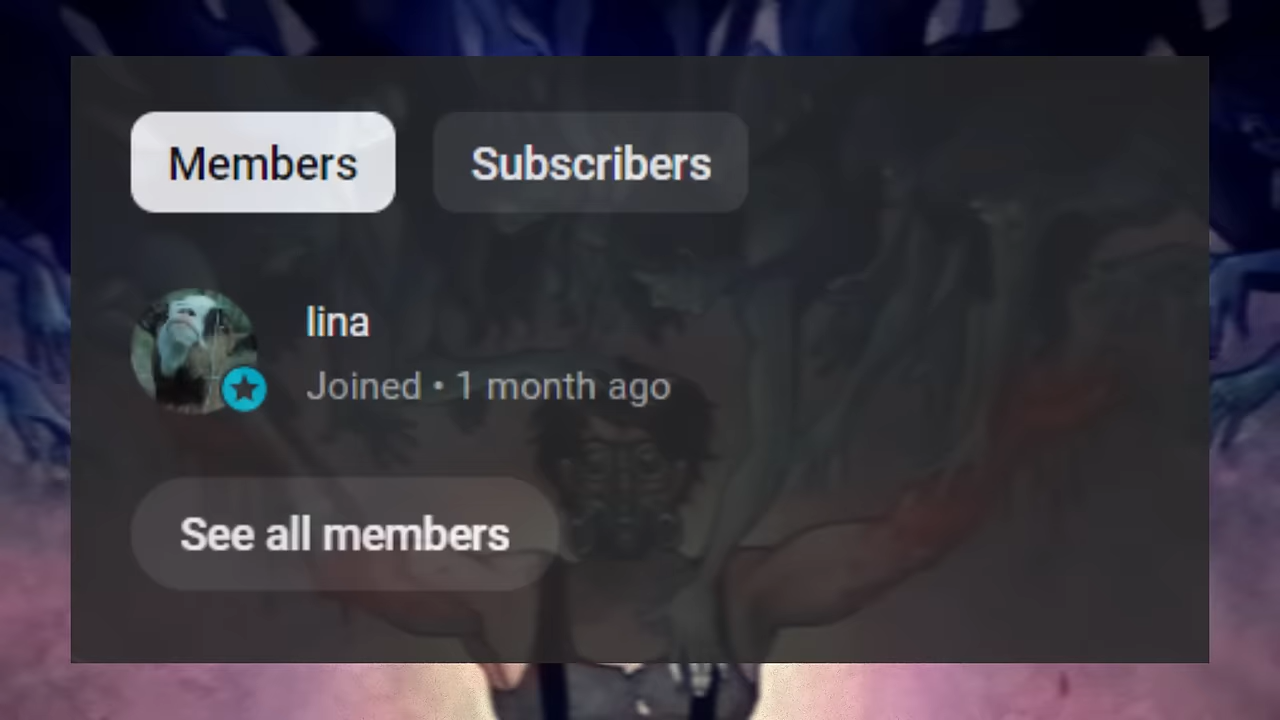 Members
Subscribers
lina
Joined • 1 month ago
See all members